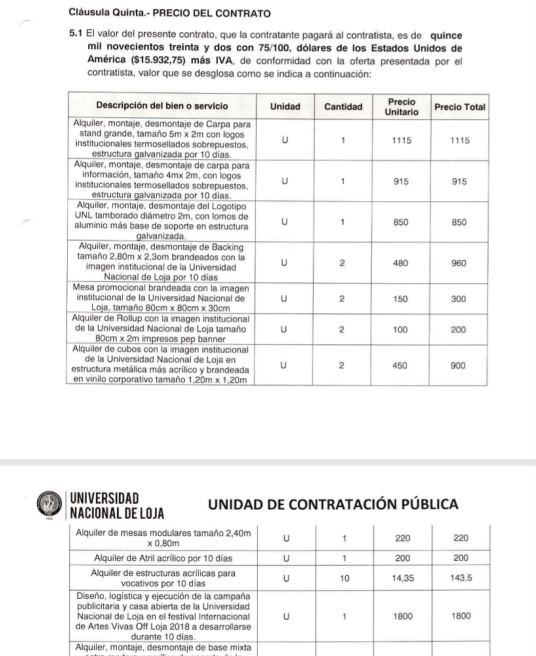 Cláusula Quinta.- PRECIO DEL CONTRATO
5.1 El valor del presente contrato, que la contratante pagará al contratista, es de quince
mil novecientos treinta y dos con 75/100, dólares de los Estados Unidos de
América ($15.932,75) más IVA, de conformidad con la oferta presentada por el
contratista, valor que se desglosa como se indica a continuación:
Descripción del bien o servicio Unidad Cantidad Precio Unitario Precio Total
Alquiler, montaje, desmontaje de Carpa para
stand grande, tamaño 5m x 2m con logos
institucionales termosellados sobrepuestos,
estructura galvanizada por 10 días.
U 1 1115 1115
Alquiler, montaje, desmontaje de carpa para
información, tamaño 4mx 2m, con logos
institucionales termosellados sobrepuestos,
estructura galvanizada por 10 días.
U 1 915 915
Alquiler, montaje, desmontaje del Logotipo
UNL tamborado diámetro 2m, con lomos de
aluminio más base de soporte en estructura
galvanizada.
U 1 850 850
Alquiler, montaje, desmontaje de Backing
tamaño 2,80m x 2,3om brandeados con la
imagen institucional de la Universidad
Nacional de Loja por 10 días
U 2 480 960
Mesa promocional brandeada con la imagen
institucional de la Universidad Nacional de
Loja, tamaño 80cm x 80cm x 30cm
U 2 150 300
Alquiler de Rollup con la imagen institucional
de la Universidad Nacional de Loja tamaño
80cm x 2m impresos pep banner
U 2 100 200
Alquiler de cubos con la imagen institucional
de la Universidad Nacional de Loja en
estructura metálica más acrílico y brandeada
en vinilo corporativo tamaño 1,20m x 1,20m
U 2 450 900
UNIVERSIDAD
NACIONAL DE LOJA
UNIDAD DE CONTRATACIÓN PÚBLICA
Alquiler de mesas modulares tamaño 2,40m
x 0,80m
U 1 220 220
Alquiler de Atril acrílico por 10 días U 1 200 200
Alquiler de estructuras acrílicas para
vocativos por 10 días
U 10 14,35 143,5
Diseño, logística y ejecución de la campaña
publicitaria y casa abierta de la Universidad
Nacional de Loja en el festival Internacional
de Artes Vivas Off Loja 2018 a desarrollarse
durante 10 días.
U 1 1800 1800
Alquiler, montaje, desmontaje de base mixta